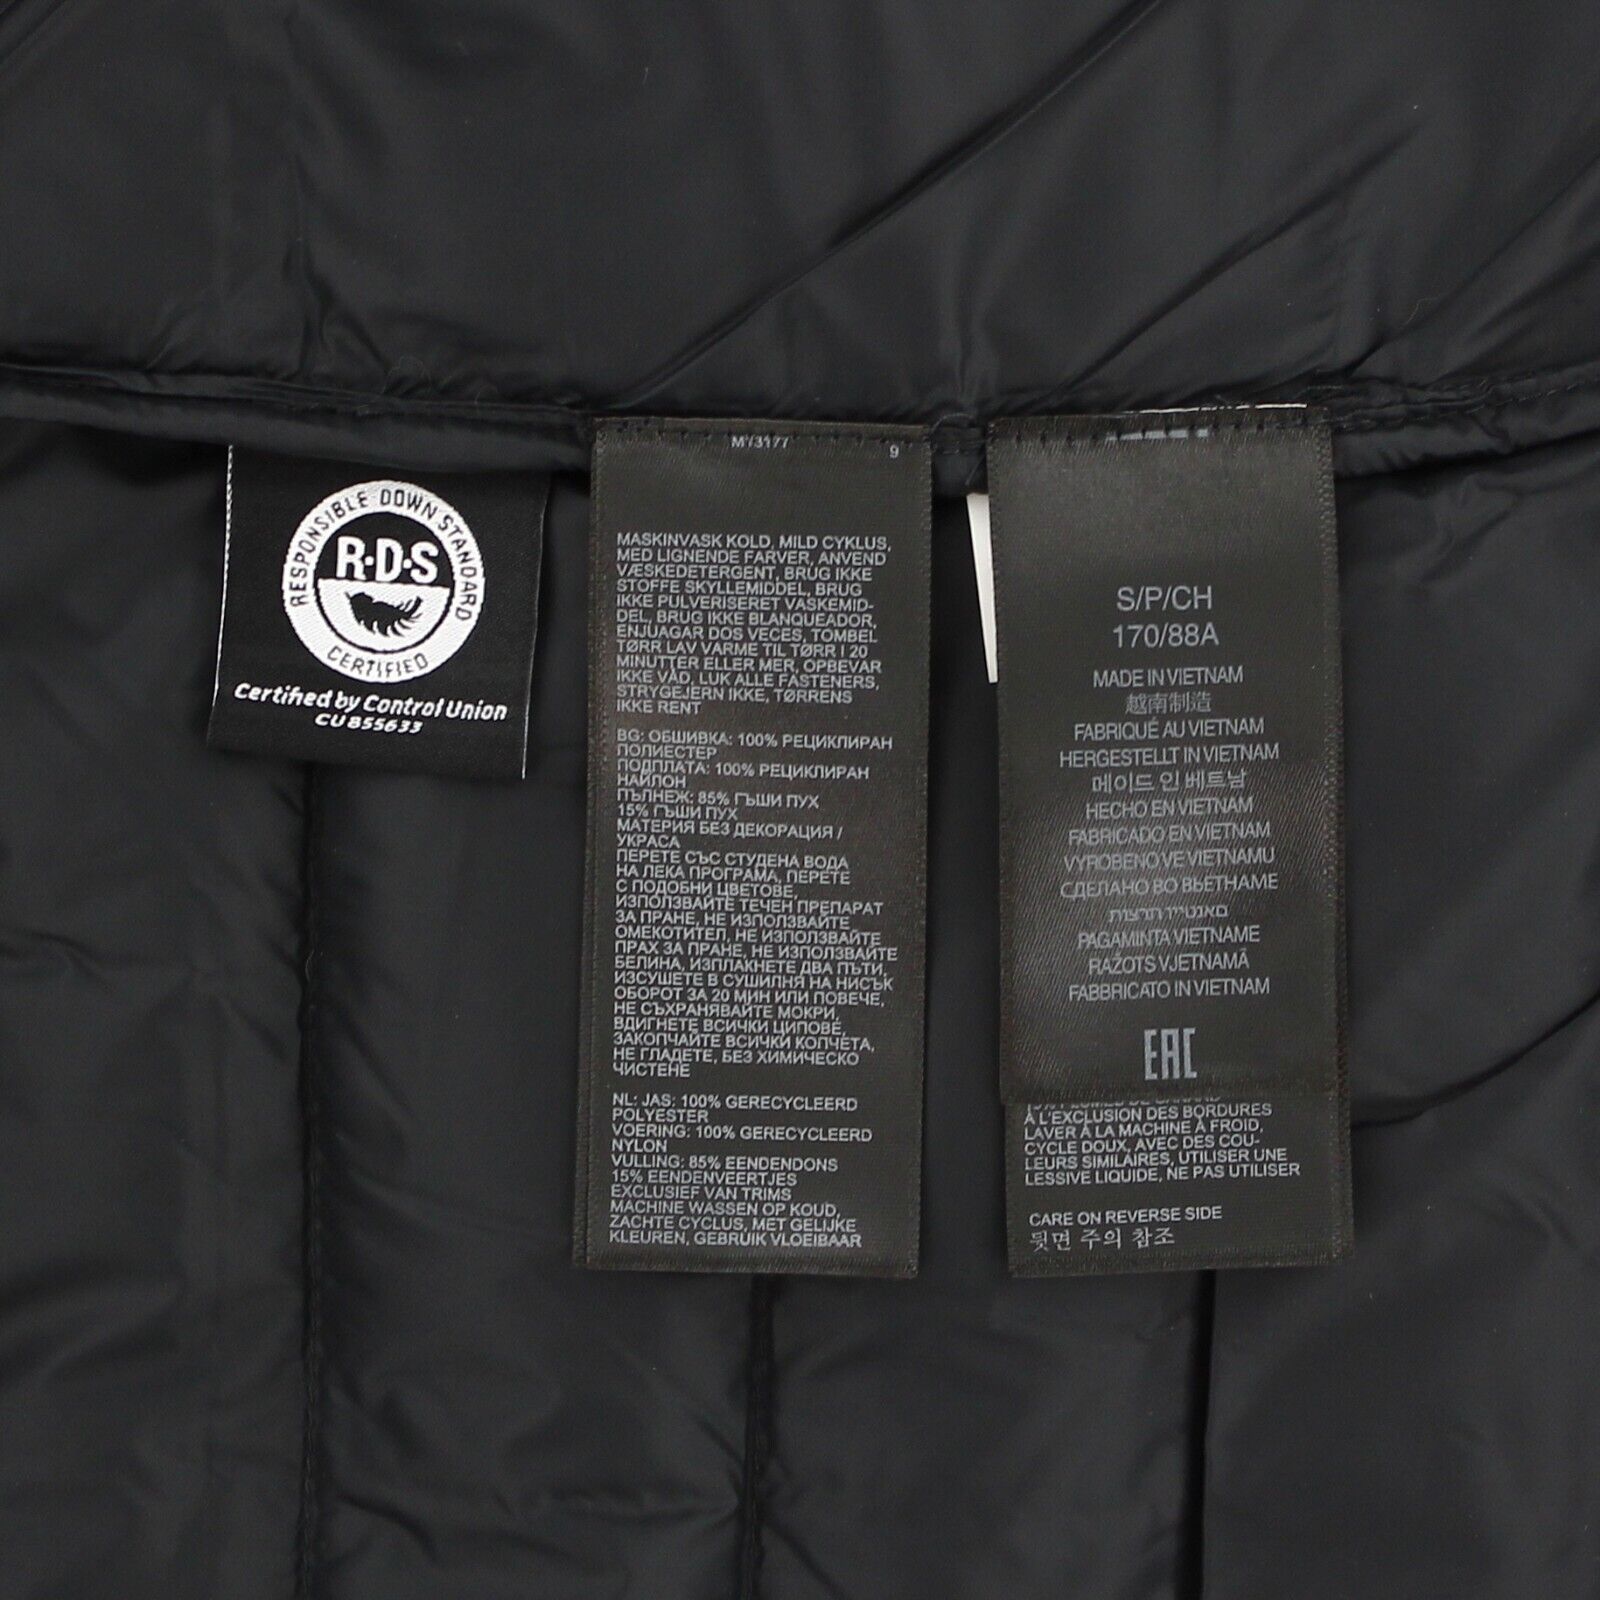 RESPONSIBLE DOWN STANDARD
R·D·S
CERTIFIED
Certified by Control Union
CU855633
MY3177
9
MASKINVASK KOLD, MILD CYKLUS,
MED LIGNENDE FARVER, ANVEND
VÆSKEDETERGENT, BRUG IKKE
STOFFE SKYLLEMIDDEL, BRUG
IKKE PULVERISERET VASKEMID-
DEL, BRUG IKKE BLANQUEADOR,
ENJUAGAR DOS VECES, TOMBEL
TØRR LAV VARME TIL TØRR I 20
MINUTTER ELLER MER, OPBEVAR
IKKE VÅD, LUK ALLE FASTENERS,
STRYGEJERN IKKE, TØRRENS
IKKE RENT
BG: ОБШИВКА: 100% РЕЦИКЛИРАН
ПОЛИЕСТЕР
ПОДПЛАТА: 100% РЕЦИКЛИРАН
НАЙЛОН
ПЪЛНЕЖ: 85% ГЪШИ ПУХ
15% ГЪШИ ПУХ
МАТЕРИЯ БЕЗ ДЕКОРАЦИЯ /
УКРАСА
ПЕРЕТЕ СЪС СТУДЕНА ВОДА
НА ЛЕКА ПРОГРАМА, ПЕРЕТЕ
С ПОДОБНИ ЦВЕТОВЕ,
ИЗПОЛЗВАЙТЕ ТЕЧЕН ПРЕПАРАТ
ЗА ПРАНЕ, НЕ ИЗПОЛЗВАЙТЕ
ОМЕКОТИТЕЛ, НЕ ИЗПОЛЗВАЙТЕ
ПРАХ ЗА ПРАНЕ, НЕ ИЗПОЛЗВАЙТЕ
БЕЛИНА, ИЗПЛАКНЕТЕ ДВА ПЪТИ,
ИЗСУШЕТЕ В СУШИЛНЯ НА НИСЪК
ОБОРОТ ЗА 20 МИН ИЛИ ПОВЕЧЕ,
НЕ СЪХРАНЯВАЙТЕ МОКРИ,
ВДИГНЕТЕ ВСИЧКИ ЦИПОВЕ,
ЗАКОПЧАЙТЕ ВСИЧКИ КОПЧЕТА,
НЕ ГЛАДЕТЕ, БЕЗ ХИМИЧЕСКО
ЧИСТЕНЕ
NL: JAS: 100% GERECYCLEERD
POLYESTER
VOERING: 100% GERECYCLEERD
NYLON
VULLING: 85% EENDENDONS
15% EENDENVEERTJES
EXCLUSIEF VAN TRIMS
MACHINE WASSEN OP KOUD,
ZACHTE CYCLUS, MET GELIJKE
KLEUREN, GEBRUIK VLOEIBAAR
S/P/CH
170/88A
MADE IN VIETNAM
越南制造
FABRIQUÉ AU VIETNAM
HERGESTELLT IN VIETNAM
메이드 인 베트남
HECHO EN VIETNAM
FABRICADO EN VIETNAM
VYROBENO VE VIETNAMU
СДЕЛАНО ВО ВЬЕТНАМЕ
PAGAMINTA VIETNAME
RAŽOTS VJETNAMĀ
FABBRICATO IN VIETNAM
EAC
À L'EXCLUSION DES BORDURES
LAVER À LA MACHINE À FROID,
CYCLE DOUX, AVEC DES COU-
LEURS SIMILAIRES, UTILISER UNE
LESSIVE LIQUIDE, NE PAS UTILISER
CARE ON REVERSE SIDE
뒷면 주의 참조